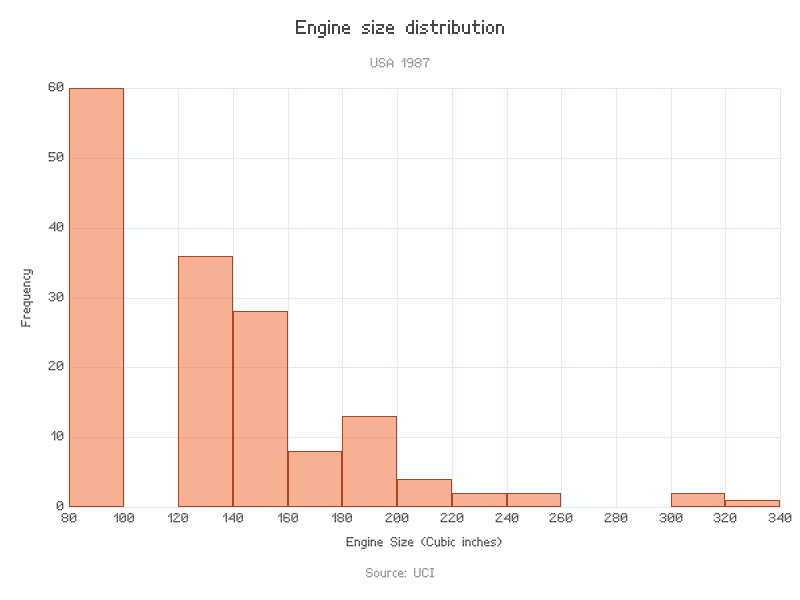 Engine size distribution
USA 1987
60
50
40
30
20
10
0
Frequency
80 100 120 140 160 180 200 220 240 260 280 300 320 340
Engine Size (Cubic inches)
Source: UCI